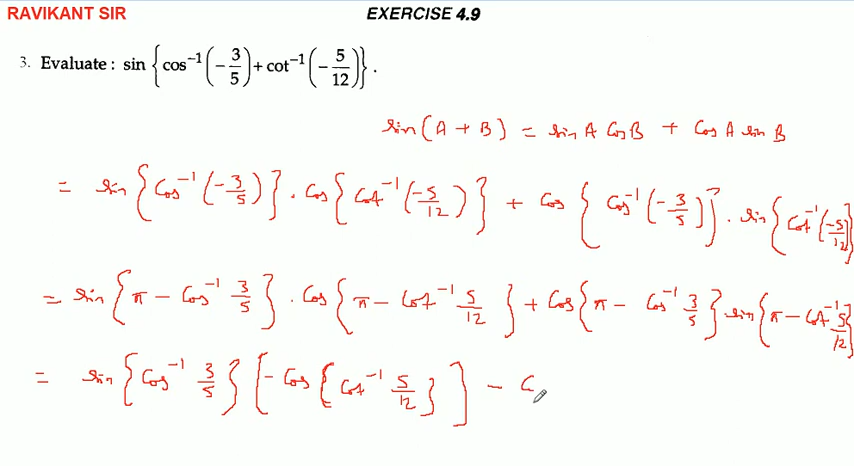 RAVIKANT SIR
EXERCISE 4.9
3. Evaluate : sin {cos⁻¹(−3/5)+cot⁻¹(−5/12)}.
sin(A + B) = sin A Cos B + Cos A sin B
= sin{Cos⁻¹(−3/5)} . Cos{Cot⁻¹(−5/12)} + Cos{Cos⁻¹(−3/5)} . sin{Cot⁻¹(−5/12)}
= sin{π − Cos⁻¹ 3/5} . Cos{π − Cot⁻¹ 5/12} + Cos{π − Cos⁻¹ 3/5} sin{π − Cot⁻¹ 5/12}
= sin{Cos⁻¹ 3/5} [− Cos{Cot⁻¹ 5/12}] − C